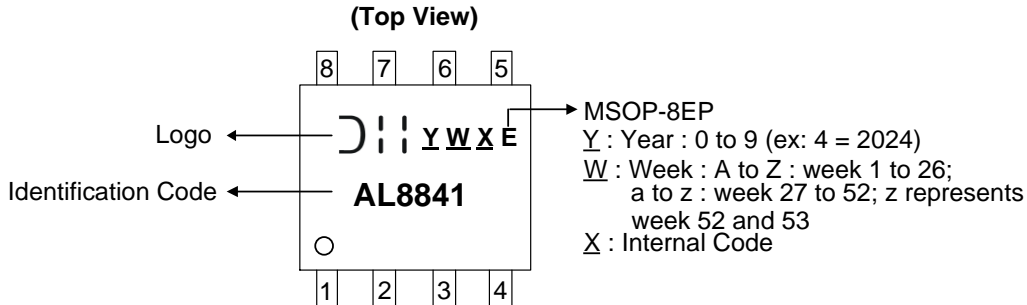 (Top View)
8 7 6 5
Logo
Y W X E
MSOP-8EP
Y : Year : 0 to 9 (ex: 4 = 2024)
W : Week : A to Z : week 1 to 26;
a to z : week 27 to 52; z represents
week 52 and 53
X : Internal Code
Identification Code
AL8841
1 2 3 4